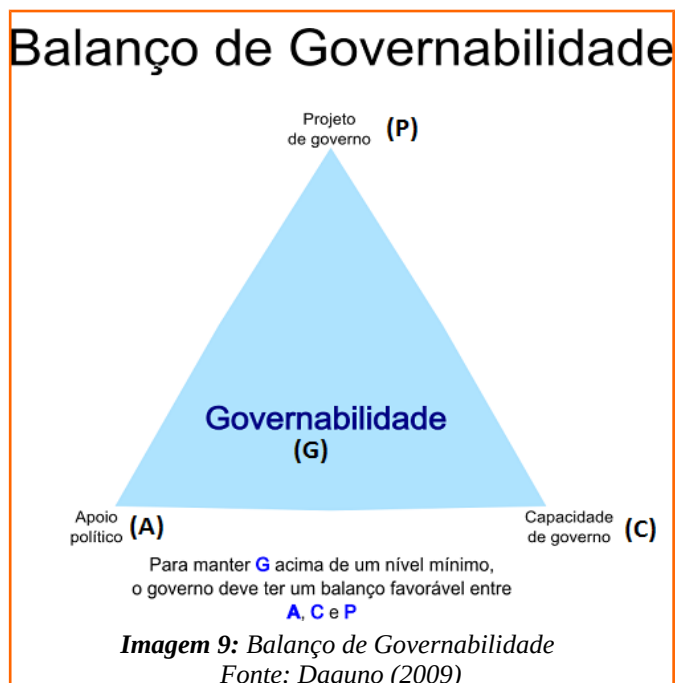 Balanço de Governabilidade
Projeto
de governo (P)
Governabilidade
(G)
Apoio
político (A)
Capacidade
de governo (C)
Para manter G acima de um nível mínimo,
o governo deve ter um balanço favorável entre
A, C e P
Imagem 9: Balanço de Governabilidade
Fonte: Daguno (2009)